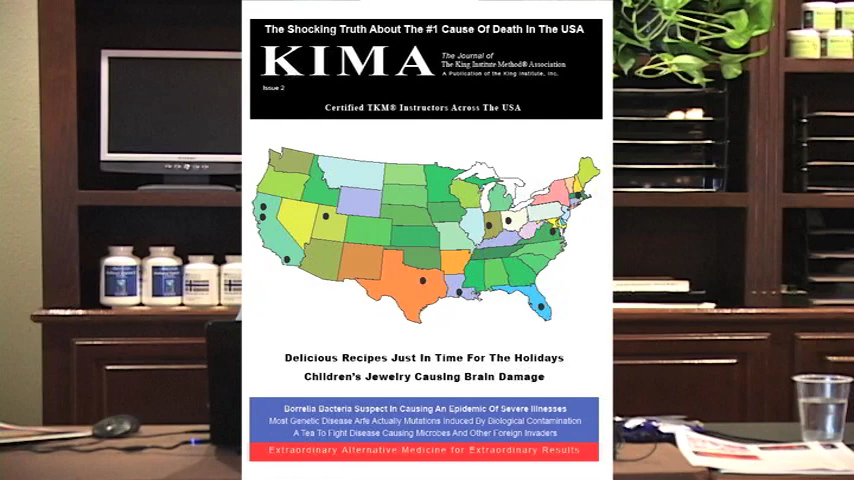 The Shocking Truth About The #1 Cause Of Death In The USA
KIMA
The Journal of
The King Institute Method® Association
A Publication of the King Institute, Inc.
Issue 2
Certified TKM® Instructors Across The USA
Delicious Recipes Just In Time For The Holidays
Children's Jewelry Causing Brain Damage
Borrelia Bacteria Suspect In Causing An Epidemic Of Severe Illnesses
Most Genetic Disease Arfe Actually Mutations Induced By Biological Contamination
A Tea To Fight Disease Causing Microbes And Other Foreign Invaders
Extraordinary Alternative Medicine for Extraordinary Results